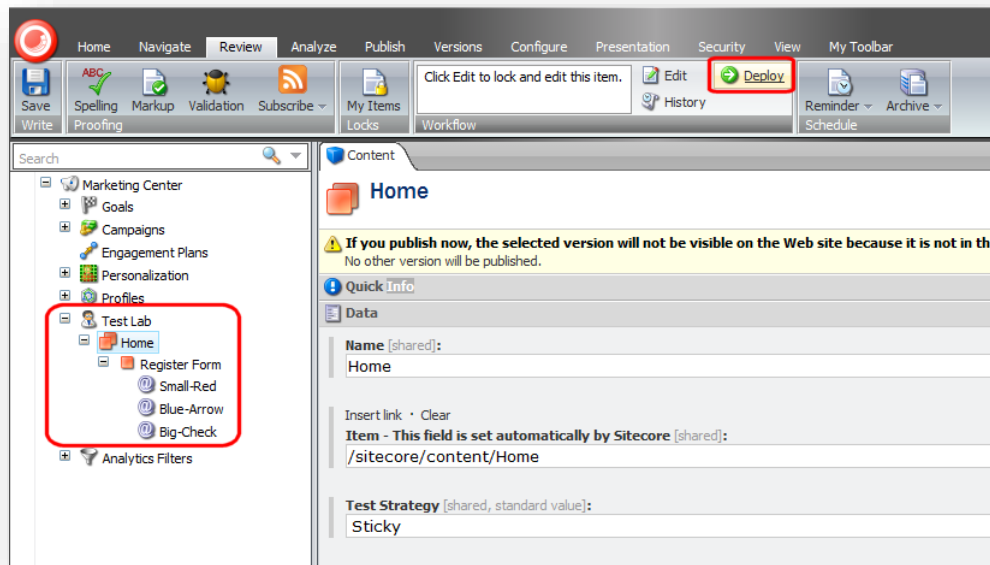 Home Navigate Review Analyze Publish Versions Configure Presentation Security View My Toolbar
Save
Write
ABC
Spelling Markup Validation Subscribe
Proofing
My Items
Locks
Click Edit to lock and edit this item.
Edit
History
Deploy
Workflow
Reminder Archive
Schedule
Search
Marketing Center
Goals
Campaigns
Engagement Plans
Personalization
Profiles
Test Lab
Home
Register Form
Small-Red
Blue-Arrow
Big-Check
Analytics Filters
Content
Home
If you publish now, the selected version will not be visible on the Web site because it is not in th
No other version will be published.
Quick Info
Data
Name [shared]:
Home
Insert link · Clear
Item - This field is set automatically by Sitecore [shared]:
/sitecore/content/Home
Test Strategy [shared, standard value]:
Sticky